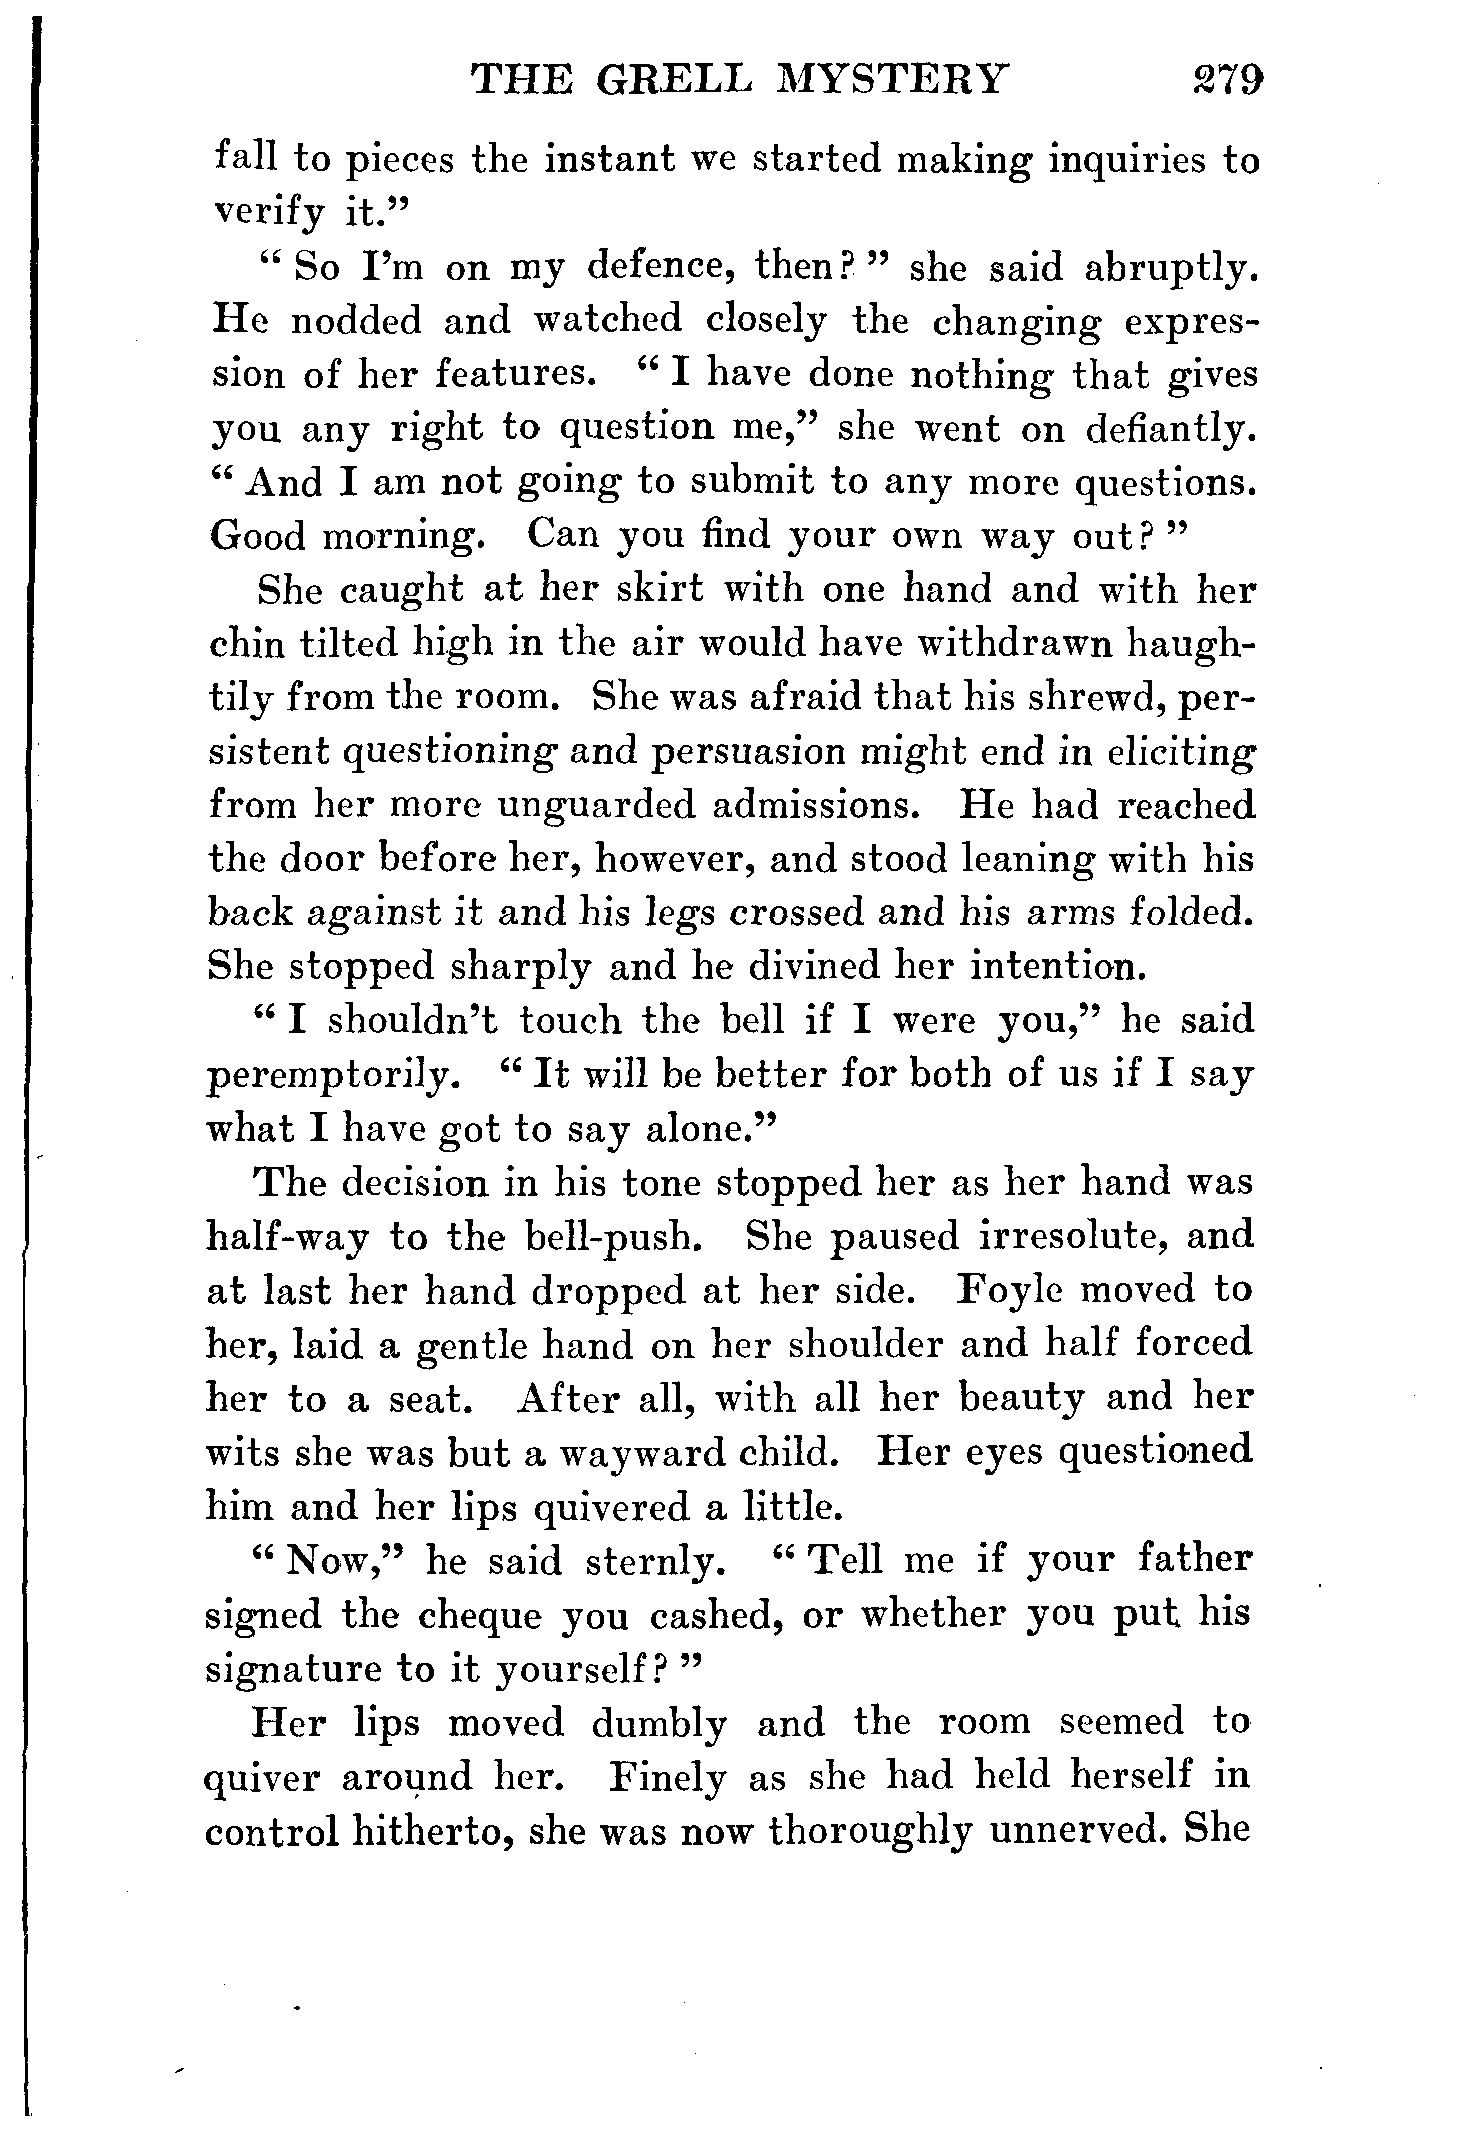 THE GRELL MYSTERY 279
fall to pieces the instant we started making inquiries to
verify it.”
“ So I’m on my defence, then? ” she said abruptly.
He nodded and watched closely the changing expres-
sion of her features. “ I have done nothing that gives
you any right to question me,” she went on defiantly.
“ And I am not going to submit to any more questions.
Good morning. Can you find your own way out? ”
She caught at her skirt with one hand and with her
chin tilted high in the air would have withdrawn haugh-
tily from the room. She was afraid that his shrewd, per-
sistent questioning and persuasion might end in eliciting
from her more unguarded admissions. He had reached
the door before her, however, and stood leaning with his
back against it and his legs crossed and his arms folded.
She stopped sharply and he divined her intention.
“ I shouldn’t touch the bell if I were you,” he said
peremptorily. “ It will be better for both of us if I say
what I have got to say alone.”
The decision in his tone stopped her as her hand was
half-way to the bell-push. She paused irresolute, and
at last her hand dropped at her side. Foyle moved to
her, laid a gentle hand on her shoulder and half forced
her to a seat. After all, with all her beauty and her
wits she was but a wayward child. Her eyes questioned
him and her lips quivered a little.
“ Now,” he said sternly. “ Tell me if your father
signed the cheque you cashed, or whether you put his
signature to it yourself? ”
Her lips moved dumbly and the room seemed to
quiver around her. Finely as she had held herself in
control hitherto, she was now thoroughly unnerved. She